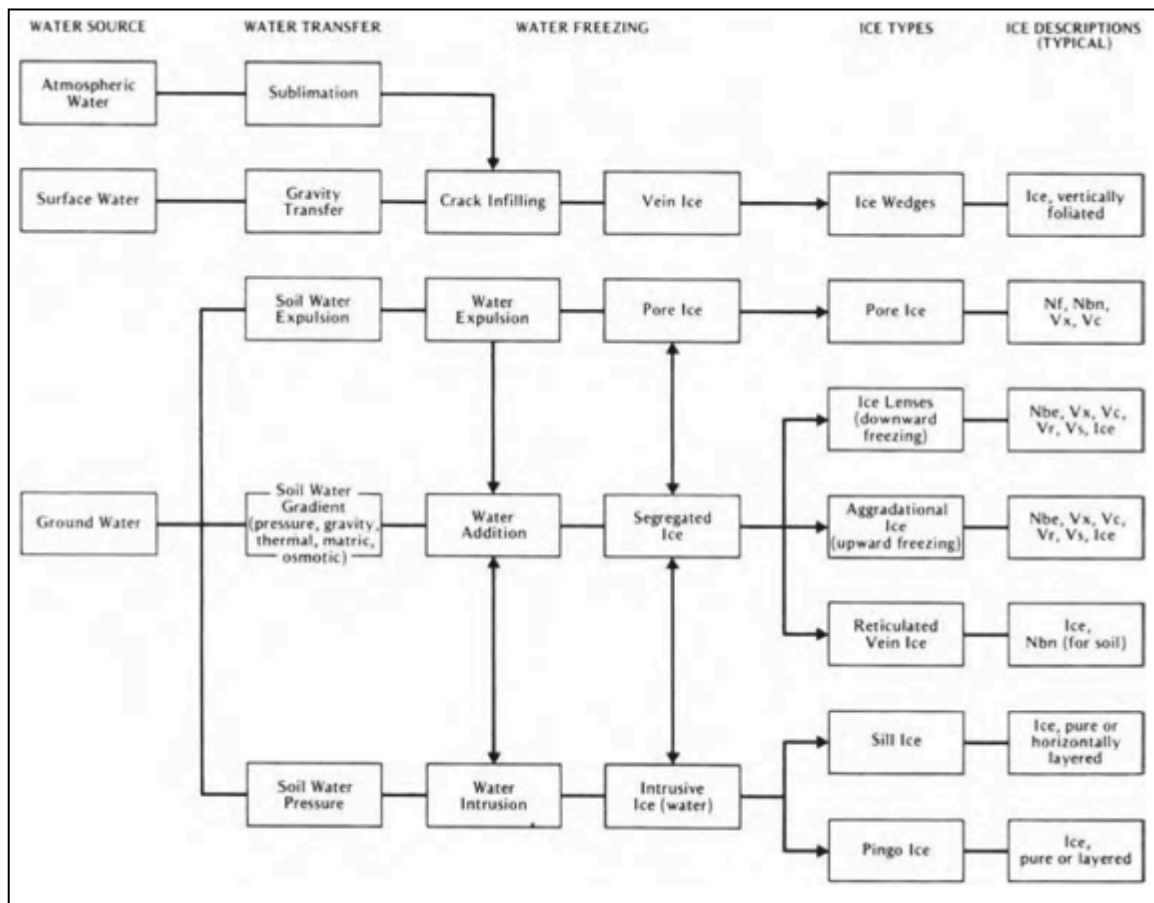 WATER SOURCE
WATER TRANSFER
WATER FREEZING
ICE TYPES
ICE DESCRIPTIONS
(TYPICAL)
Atmospheric
Water
Sublimation
Surface Water
Gravity
Transfer
Crack Infilling
Vein Ice
Ice Wedges
Ice, vertically
foliated
Soil Water
Expulsion
Water
Expulsion
Pore Ice
Pore Ice
Nf, Nbn,
Vx, Vc
Ice Lenses
(downward
freezing)
Nbe, Vx, Vc,
Vr, Vs, Ice
Ground Water
Soil Water
Gradient
(pressure, gravity,
thermal, matric,
osmotic)
Water
Addition
Segregated
Ice
Aggradational
Ice
(upward freezing)
Nbe, Vx, Vc,
Vr, Vs, Ice
Reticulated
Vein Ice
Ice,
Nbn (for soil)
Sill Ice
Ice, pure or
horizontally
layered
Soil Water
Pressure
Water
Intrusion
Intrusive
Ice (water)
Pingo Ice
Ice,
pure or layered